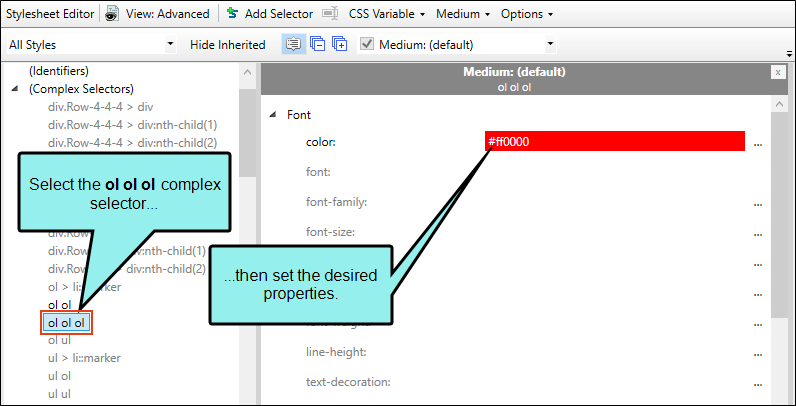 Stylesheet Editor View: Advanced Add Selector CSS Variable Medium Options
All Styles Hide Inherited Medium: (default)
(Identifiers)
(Complex Selectors)
div.Row-4-4-4 > div
div.Row-4-4-4 > div:nth-child(1)
div.Row-4-4-4 > div:nth-child(2)
Select the ol ol ol complex
selector...
div.Row
div.Row > div:nth-child(1)
div.Row > div:nth-child(2)
ol > li::marker
ol ol
ol ol ol
ol ul
ul > li::marker
ul ol
ul ul
Medium: (default)
ol ol ol
x
Font
color: #ff0000 ...
font: ...
font-family: ...
font-size: ...
...then set the desired
properties.
line-height: ...
text-decoration: ...